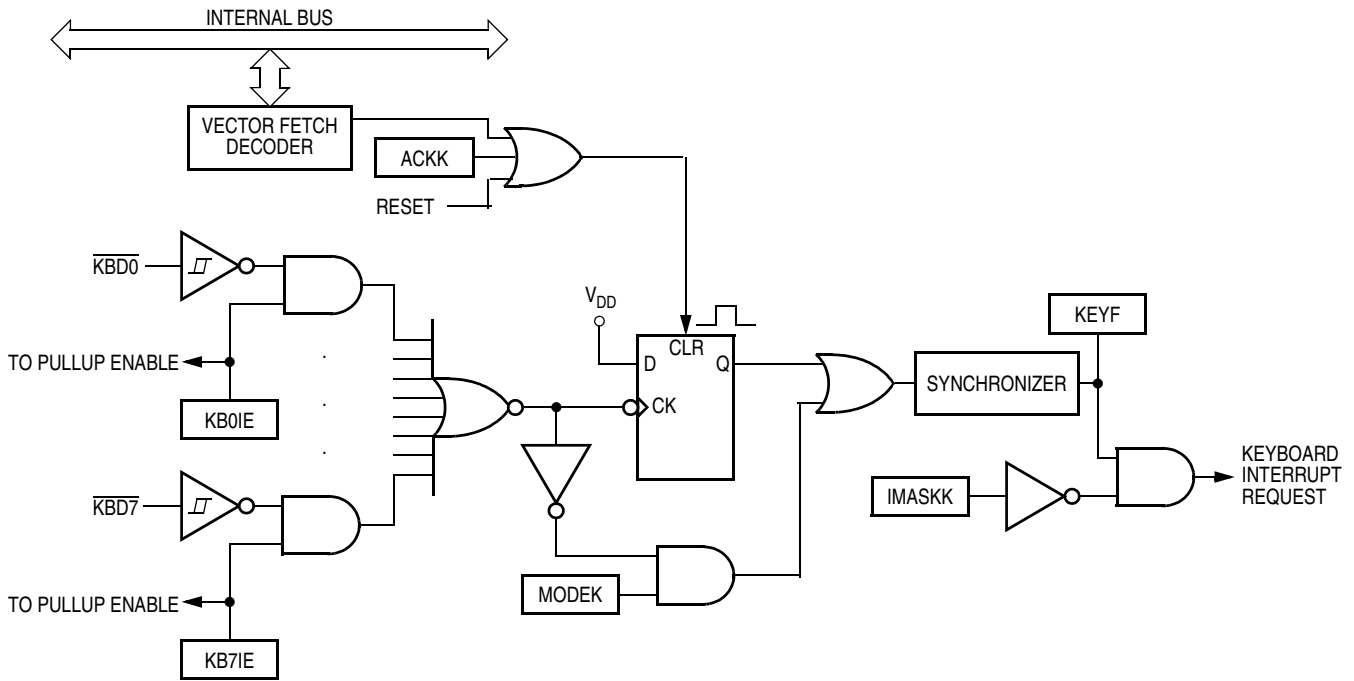 INTERNAL BUS
VECTOR FETCH
DECODER
ACKK
RESET
KBD0
TO PULLUP ENABLE
KB0IE
VDD
CLR
D
Q
CK
KEYF
SYNCHRONIZER
IMASKK
KEYBOARD
INTERRUPT
REQUEST
KBD7
MODEK
TO PULLUP ENABLE
KB7IE